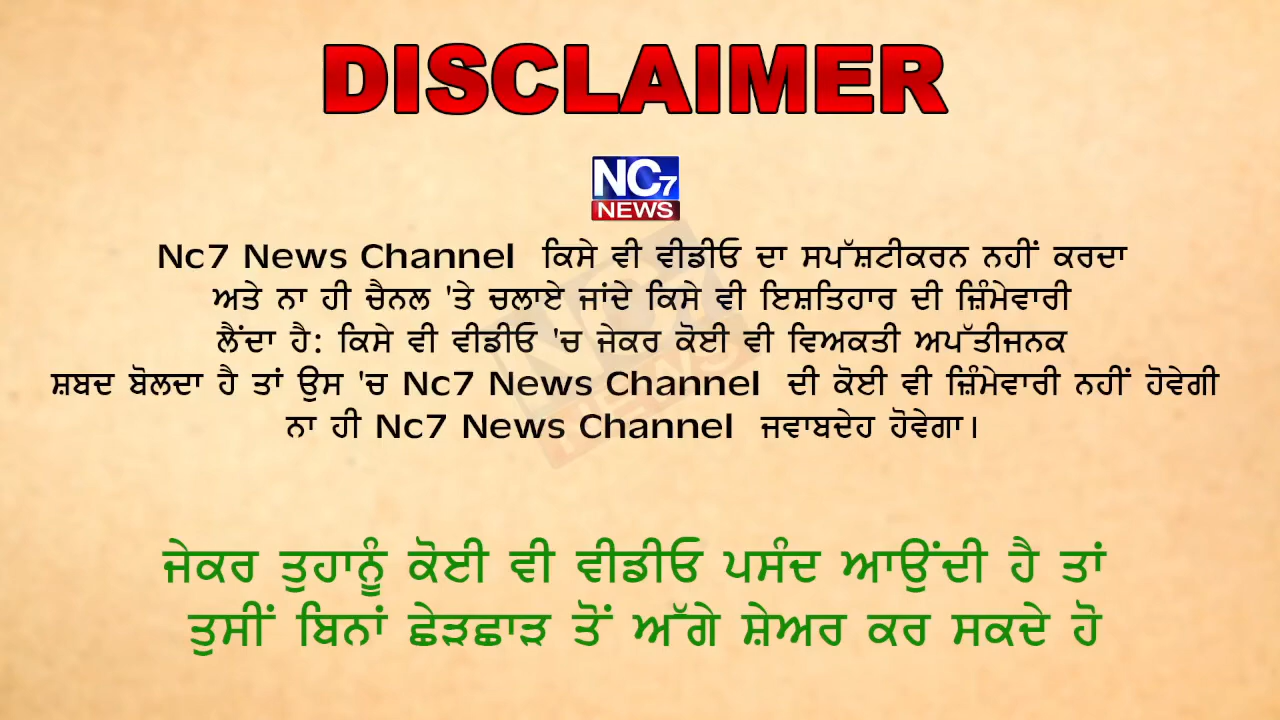 DISCLAIMER
NC7
NEWS
Nc7 News Channel ਕਿਸੇ ਵੀ ਵੀਡੀਓ ਦਾ ਸਪੱਸ਼ਟੀਕਰਨ ਨਹੀਂ ਕਰਦਾ
ਅਤੇ ਨਾ ਹੀ ਚੈਨਲ 'ਤੇ ਚਲਾਏ ਜਾਂਦੇ ਕਿਸੇ ਵੀ ਇਸ਼ਤਿਹਾਰ ਦੀ ਜ਼ਿੰਮੇਵਾਰੀ
ਲੈਂਦਾ ਹੈ: ਕਿਸੇ ਵੀ ਵੀਡੀਓ 'ਚ ਜੇਕਰ ਕੋਈ ਵੀ ਵਿਅਕਤੀ ਅਪੱਤੀਜਨਕ
ਸ਼ਬਦ ਬੋਲਦਾ ਹੈ ਤਾਂ ਉਸ 'ਚ Nc7 News Channel ਦੀ ਕੋਈ ਵੀ ਜ਼ਿੰਮੇਵਾਰੀ ਨਹੀਂ ਹੋਵੇਗੀ
ਨਾ ਹੀ Nc7 News Channel ਜਵਾਬਦੇਹ ਹੋਵੇਗਾ।
ਜੇਕਰ ਤੁਹਾਨੂੰ ਕੋਈ ਵੀ ਵੀਡੀਓ ਪਸੰਦ ਆਉਂਦੀ ਹੈ ਤਾਂ
ਤੁਸੀਂ ਬਿਨਾਂ ਛੇੜਛਾੜ ਤੋਂ ਅੱਗੇ ਸ਼ੇਅਰ ਕਰ ਸਕਦੇ ਹੋ